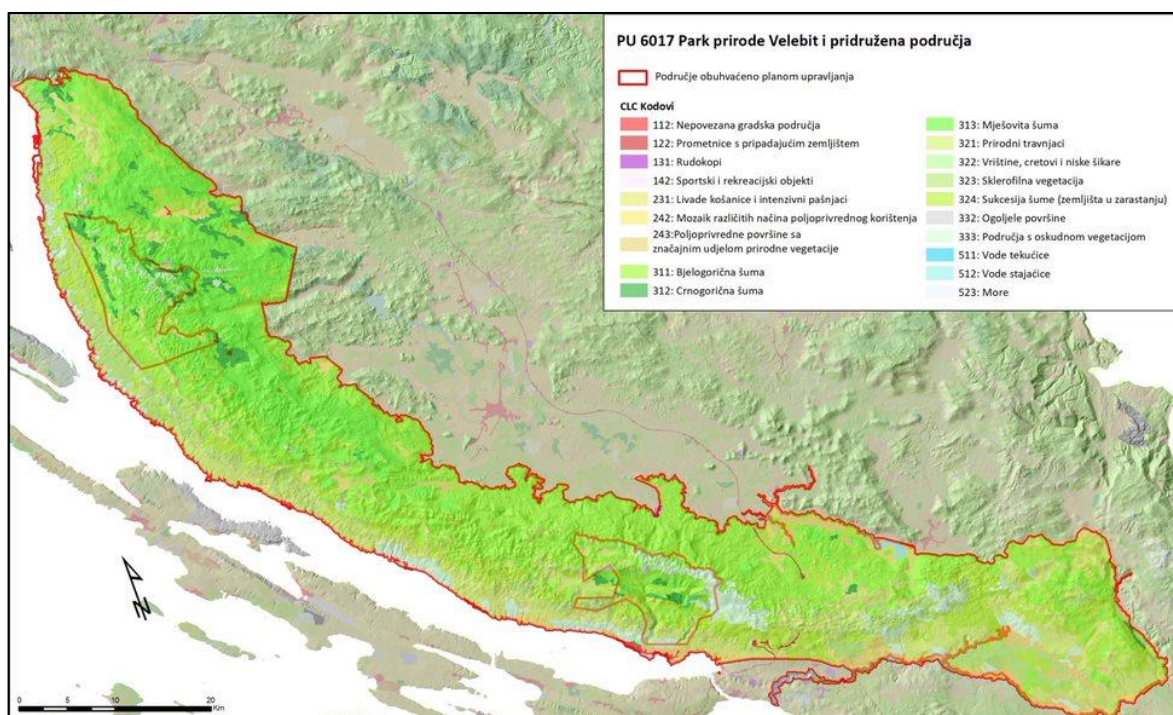 PU 6017 Park prirode Velebit i pridružena područja
Područje obuhvaćeno planom upravljanja
CLC Kodovi
112: Nepovezana gradska područja
122: Prometnice s pripadajućim zemljištem
131: Rudokopi
142: Sportski i rekreacijski objekti
231: Livade košanice i intenzivni pašnjaci
242: Mozaik različitih načina poljoprivrednog korištenja
243:Poljoprivredne površine sa
značajnim udjelom prirodne vegetacije
311: Bjelogorična šuma
312: Crnogorična šuma
313: Mješovita šuma
321: Prirodni travnjaci
322: Vrištine, cretovi i niske šikare
323: Sklerofilna vegetacija
324: Sukcesija šume (zemljišta u zarastanju)
332: Ogoljele površine
333: Područja s oskudnom vegetacijom
511: Vode tekućice
512: Vode stajaćice
523: More
N
0 5 10 20
Km